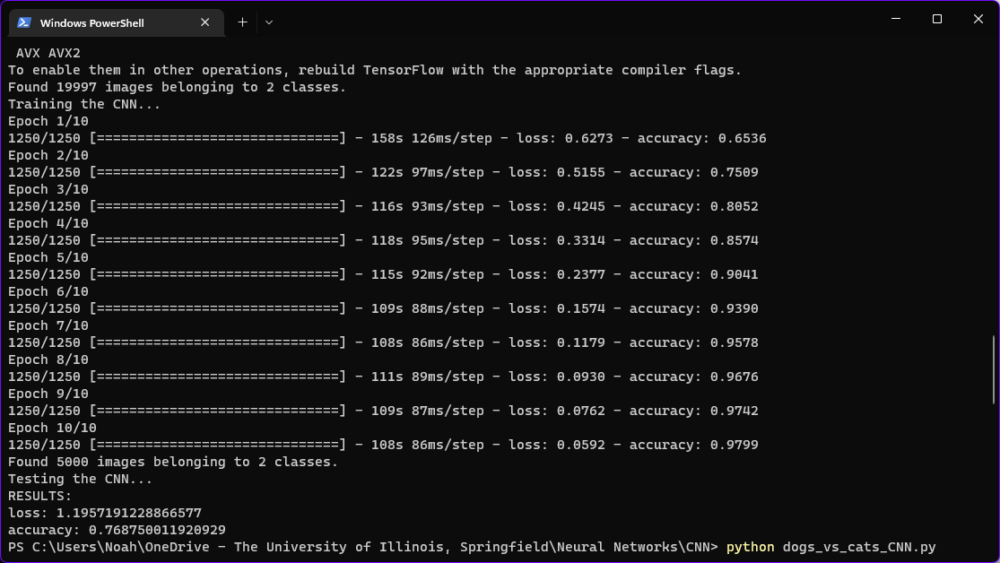 Windows PowerShell
AVX AVX2
To enable them in other operations, rebuild TensorFlow with the appropriate compiler flags.
Found 19997 images belonging to 2 classes.
Training the CNN...
Epoch 1/10
1250/1250 [==============================] - 158s 126ms/step - loss: 0.6273 - accuracy: 0.6536
Epoch 2/10
1250/1250 [==============================] - 122s 97ms/step - loss: 0.5155 - accuracy: 0.7509
Epoch 3/10
1250/1250 [==============================] - 116s 93ms/step - loss: 0.4245 - accuracy: 0.8052
Epoch 4/10
1250/1250 [==============================] - 118s 95ms/step - loss: 0.3314 - accuracy: 0.8574
Epoch 5/10
1250/1250 [==============================] - 115s 92ms/step - loss: 0.2377 - accuracy: 0.9041
Epoch 6/10
1250/1250 [==============================] - 109s 88ms/step - loss: 0.1574 - accuracy: 0.9390
Epoch 7/10
1250/1250 [==============================] - 108s 86ms/step - loss: 0.1179 - accuracy: 0.9578
Epoch 8/10
1250/1250 [==============================] - 111s 89ms/step - loss: 0.0930 - accuracy: 0.9676
Epoch 9/10
1250/1250 [==============================] - 109s 87ms/step - loss: 0.0762 - accuracy: 0.9742
Epoch 10/10
1250/1250 [==============================] - 108s 86ms/step - loss: 0.0592 - accuracy: 0.9799
Found 5000 images belonging to 2 classes.
Testing the CNN...
RESULTS:
loss: 1.1957191228866577
accuracy: 0.768750011920929
PS C:\Users\Noah\OneDrive - The University of Illinois, Springfield\Neural Networks\CNN> python dogs_vs_cats_CNN.py